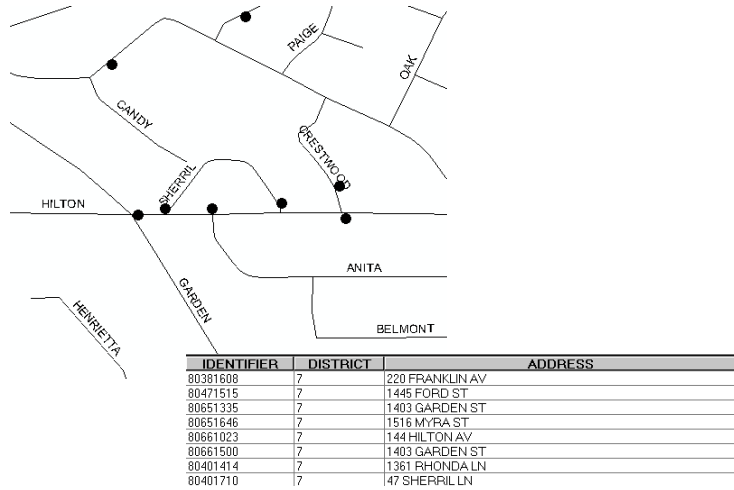 PAIGE
OAK
CANDY
CRESTWOOD
SHERRIL
HILTON
ANITA
GARDEN
HENRIETTA
BELMONT
IDENTIFIER DISTRICT ADDRESS
80381608 7 220 FRANKLIN AV
80471515 7 1445 FORD ST
80651335 7 1403 GARDEN ST
80651646 7 1516 MYRA ST
80661023 7 144 HILTON AV
80661500 7 1403 GARDEN ST
80401414 7 1361 RHONDA LN
80401710 7 47 SHERRIL LN